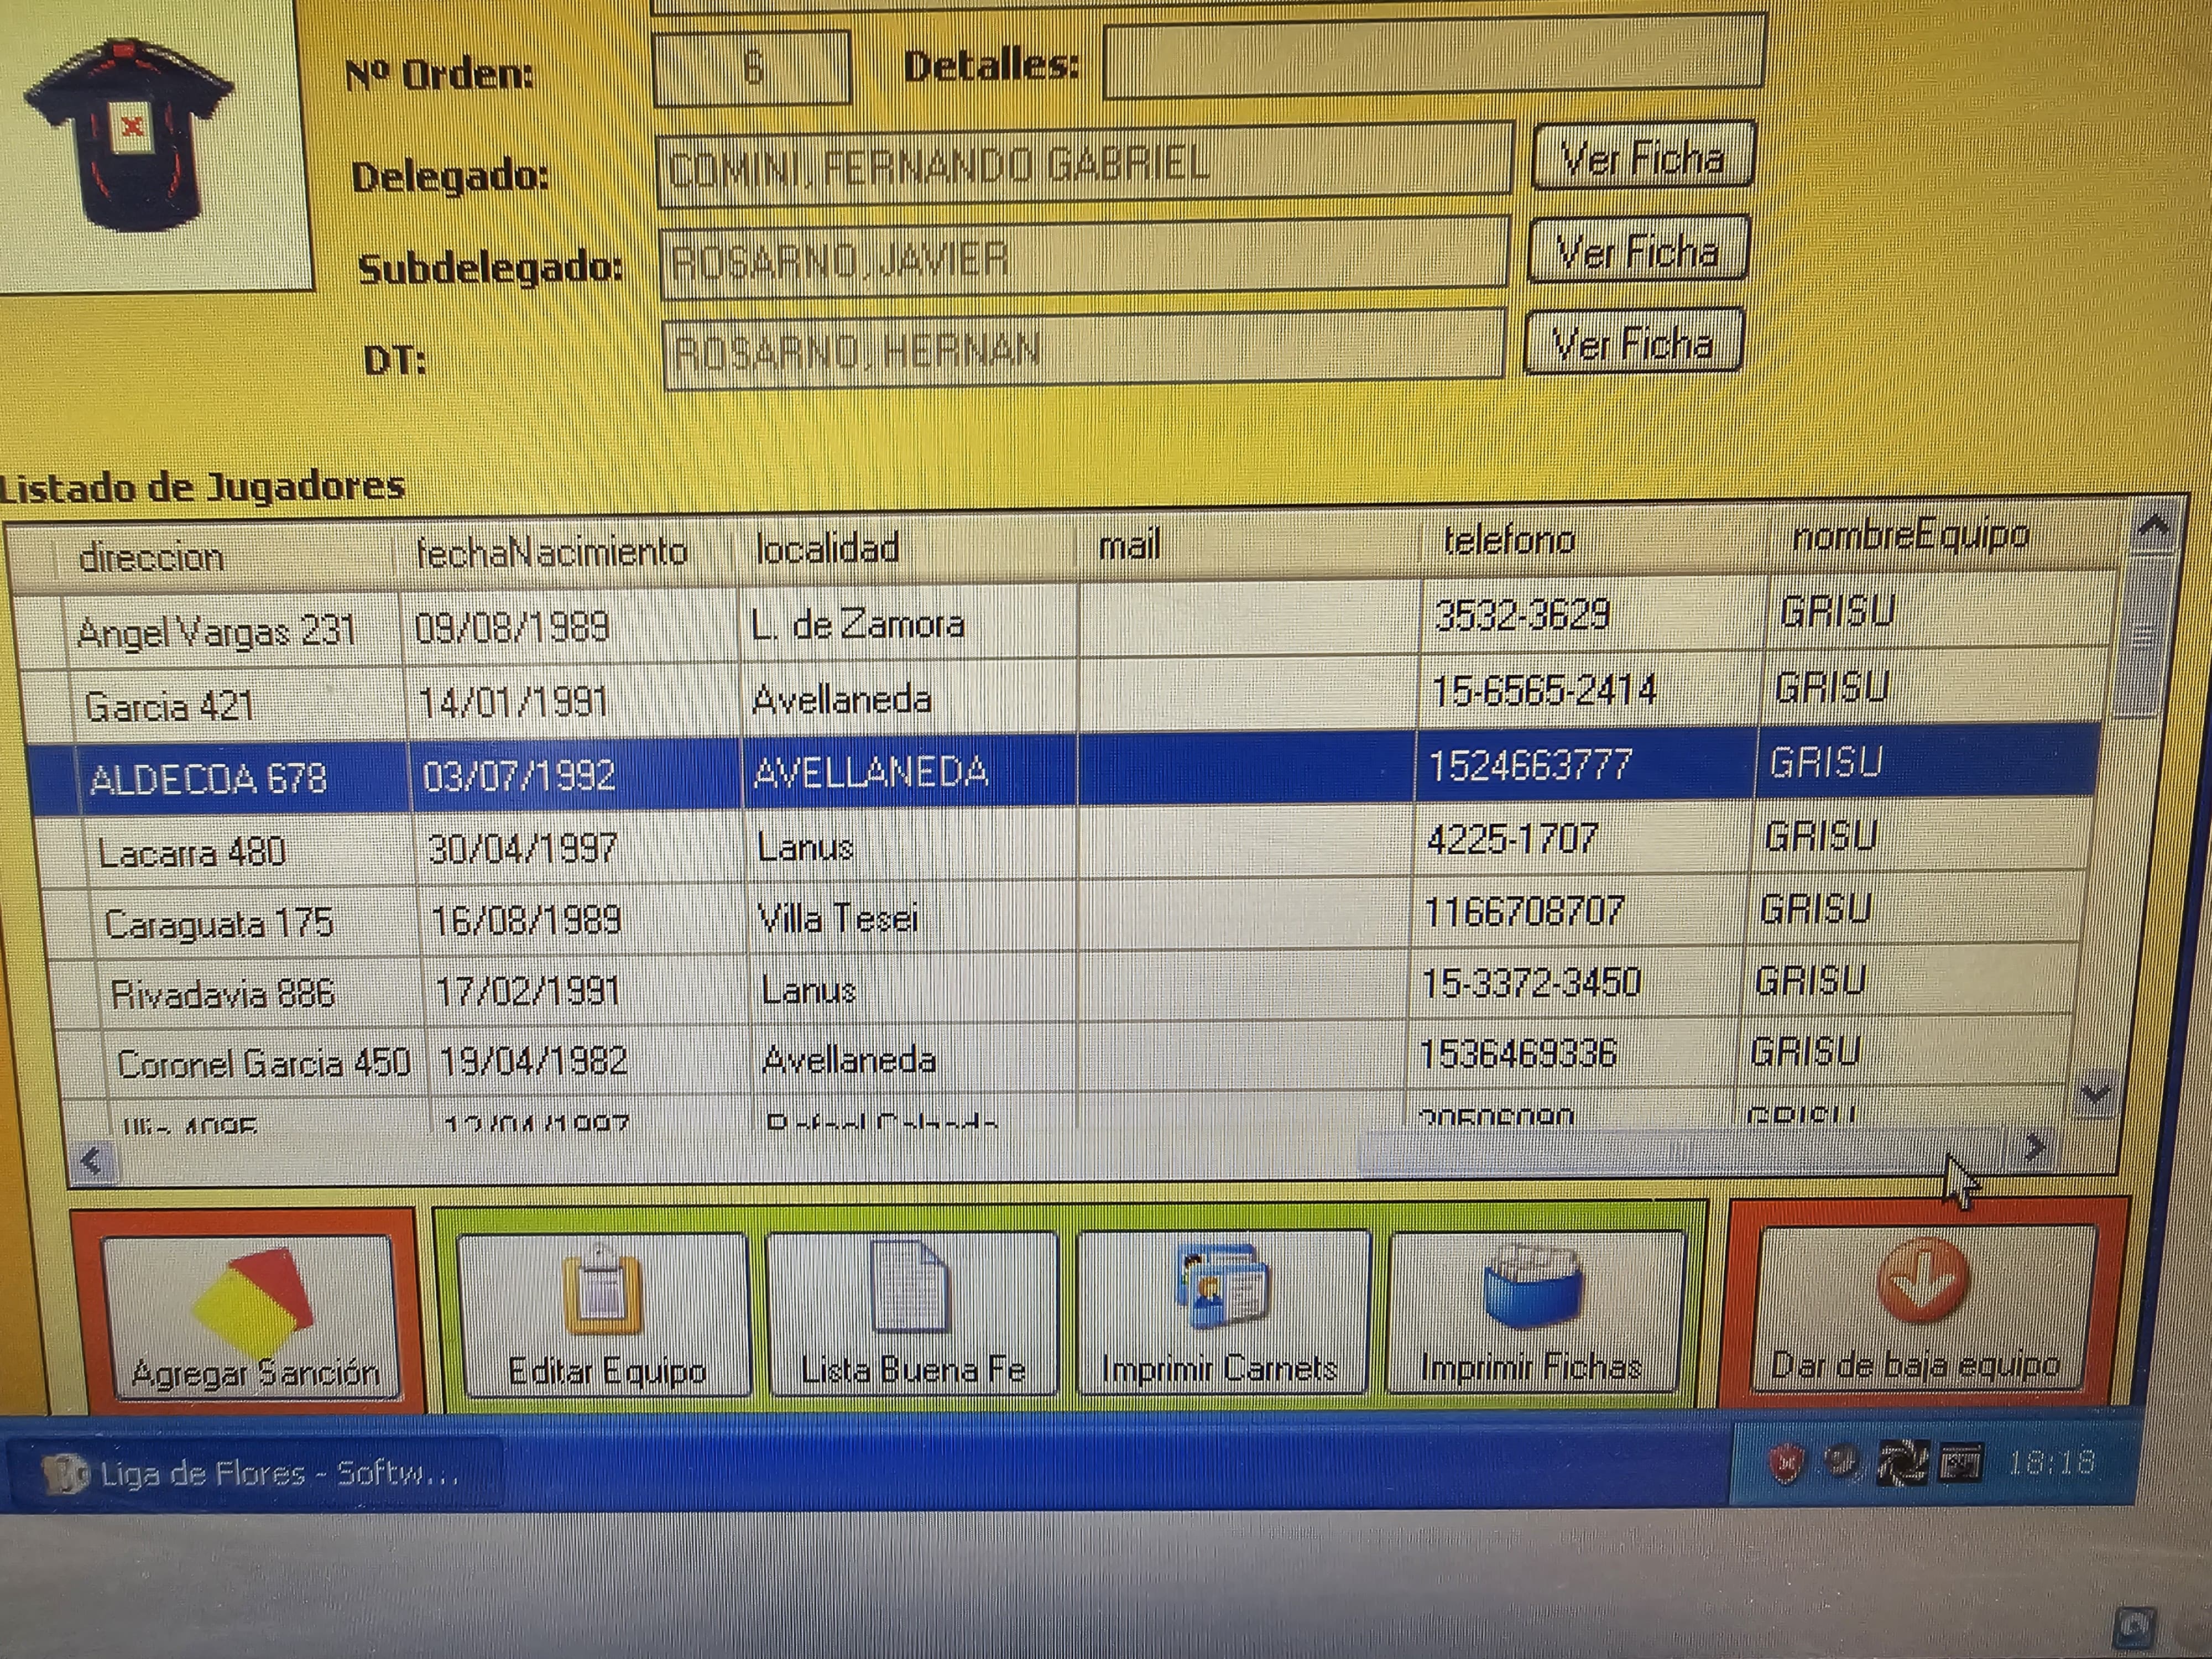 Nº Orden: 6 Detalles:
Delegado: COMINI, FERNANDO GABRIEL Ver Ficha
Subdelegado: ROSARNO, JAVIER Ver Ficha
DT: ROSARNO, HERNAN Ver Ficha
Listado de Jugadores
direccion fechaNacimiento localidad mail telefono nombreEquipo
Angel Vargas 231 09/08/1989 L. de Zamora 3532-3629 GRISU
Garcia 421 14/01/1991 Avellaneda 15-6565-2414 GRISU
ALDECOA 678 03/07/1992 AVELLANEDA 1524663777 GRISU
Lacarra 480 30/04/1997 Lanus 4225-1707 GRISU
Caraguata 175 16/08/1989 Villa Tesei 1166708707 GRISU
Rivadavia 886 17/02/1991 Lanus 15-3372-3450 GRISU
Coronel Garcia 450 19/04/1982 Avellaneda 1536469336 GRISU
GRISU
Agregar Sanción Editar Equipo Lista Buena Fe Imprimir Carnets Imprimir Fichas Dar de baja equipo
Liga de Flores - Softw... 18:18